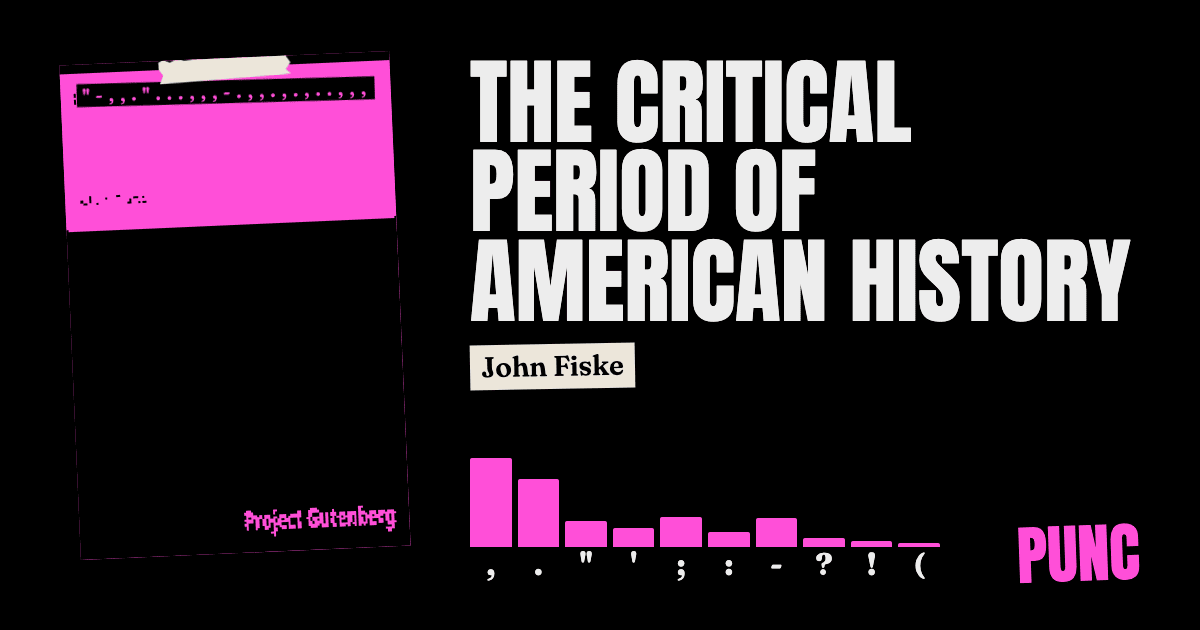 :"-,,."...,,,-.,,.,.,..,,,
THE CRITICAL
PERIOD OF
AMERICAN HISTORY
John Fiske
Project Gutenberg
, . " ' ; : - ? ! (
PUNC